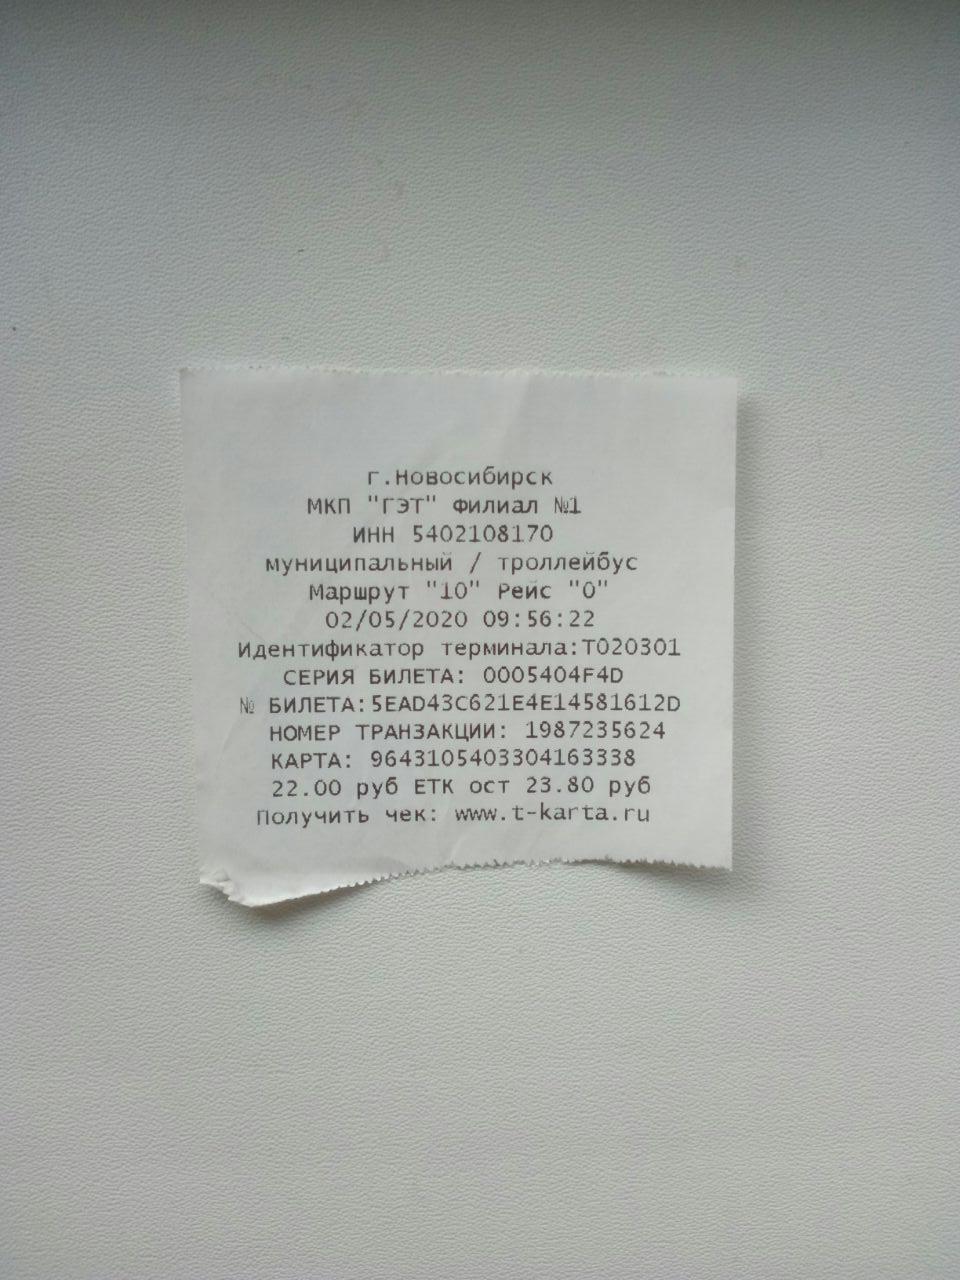 г.Новосибирск
МКП "ГЭТ" Филиал №1
ИНН 5402108170
муниципальный / троллейбус
Маршрут "10" Рейс "0"
02/05/2020 09:56:22
Идентификатор терминала:T020301
СЕРИЯ БИЛЕТА: 0005404F4D
№ БИЛЕТА:5EAD43C621E4E14581612D
НОМЕР ТРАНЗАКЦИИ: 1987235624
КАРТА: 96431054033304163338
22.00 руб ЕТК ост 23.80 руб
Получить чек: www.t-karta.ru